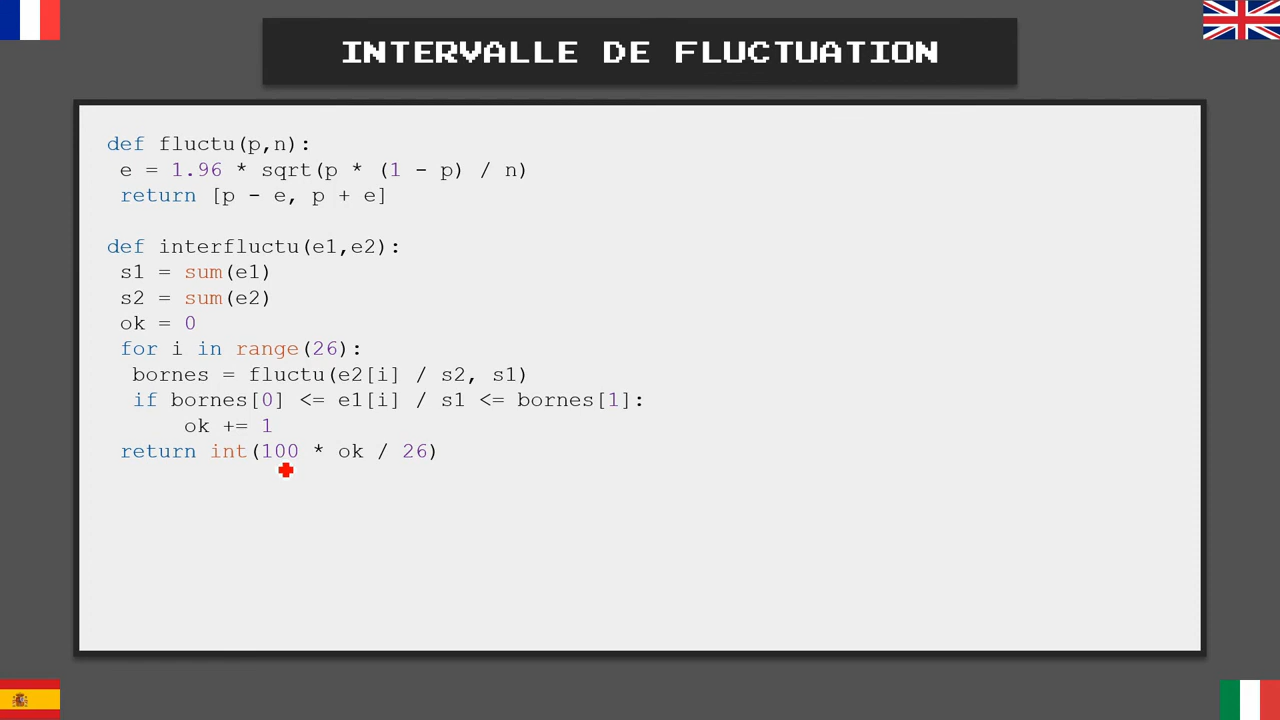 INTERVALLE DE FLUCTUATION
def fluctu(p,n):
 e = 1.96 * sqrt(p * (1 - p) / n)
 return [p - e, p + e]
def interfluctu(e1,e2):
 s1 = sum(e1)
 s2 = sum(e2)
 ok = 0
 for i in range(26):
  bornes = fluctu(e2[i] / s2, s1)
  if bornes[0] <= e1[i] / s1 <= bornes[1]:
      ok += 1
 return int(100 * ok / 26)